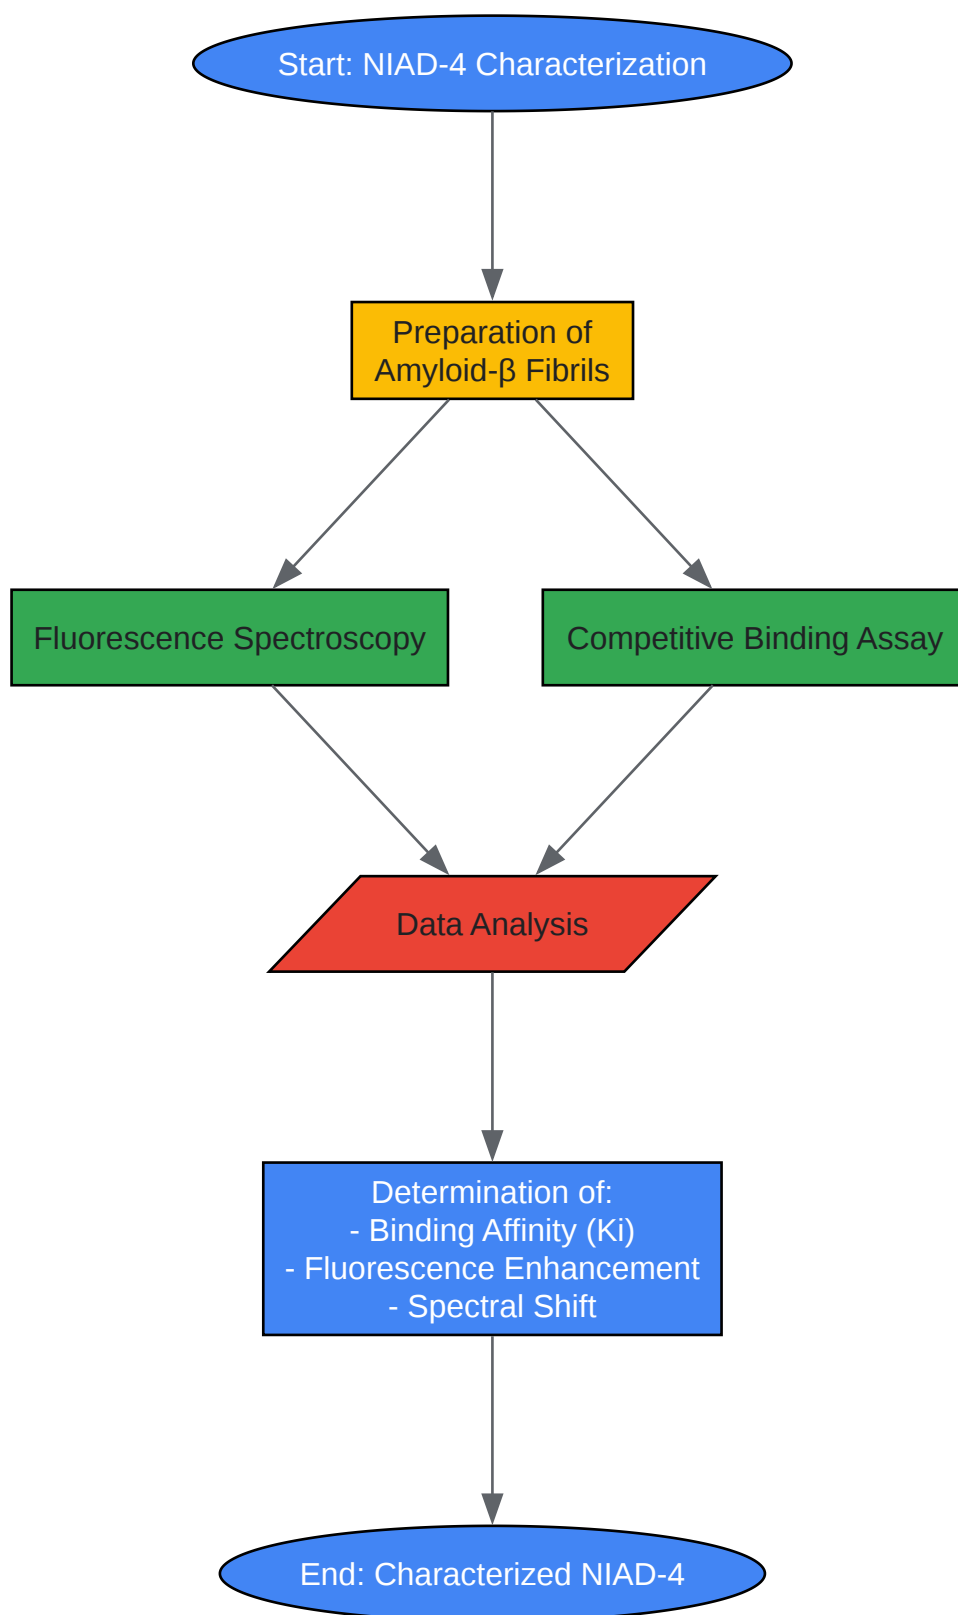 Start: NIAD-4 Characterization
Preparation of
Amyloid-β Fibrils
Fluorescence Spectroscopy
Competitive Binding Assay
Data Analysis
Determination of:
- Binding Affinity (Ki)
- Fluorescence Enhancement
- Spectral Shift
End: Characterized NIAD-4